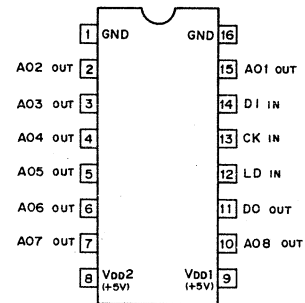 1 GND GND 16
AO2 OUT 2 15 AO1 OUT
AO3 OUT 3 14 DI IN
AO4 OUT 4 13 CK IN
AO5 OUT 5 12 LD IN
AO6 OUT 6 11 DO OUT
AO7 OUT 7 10 AO8 OUT
8 VDD2 VDD1 9
(+5V) (+5V)